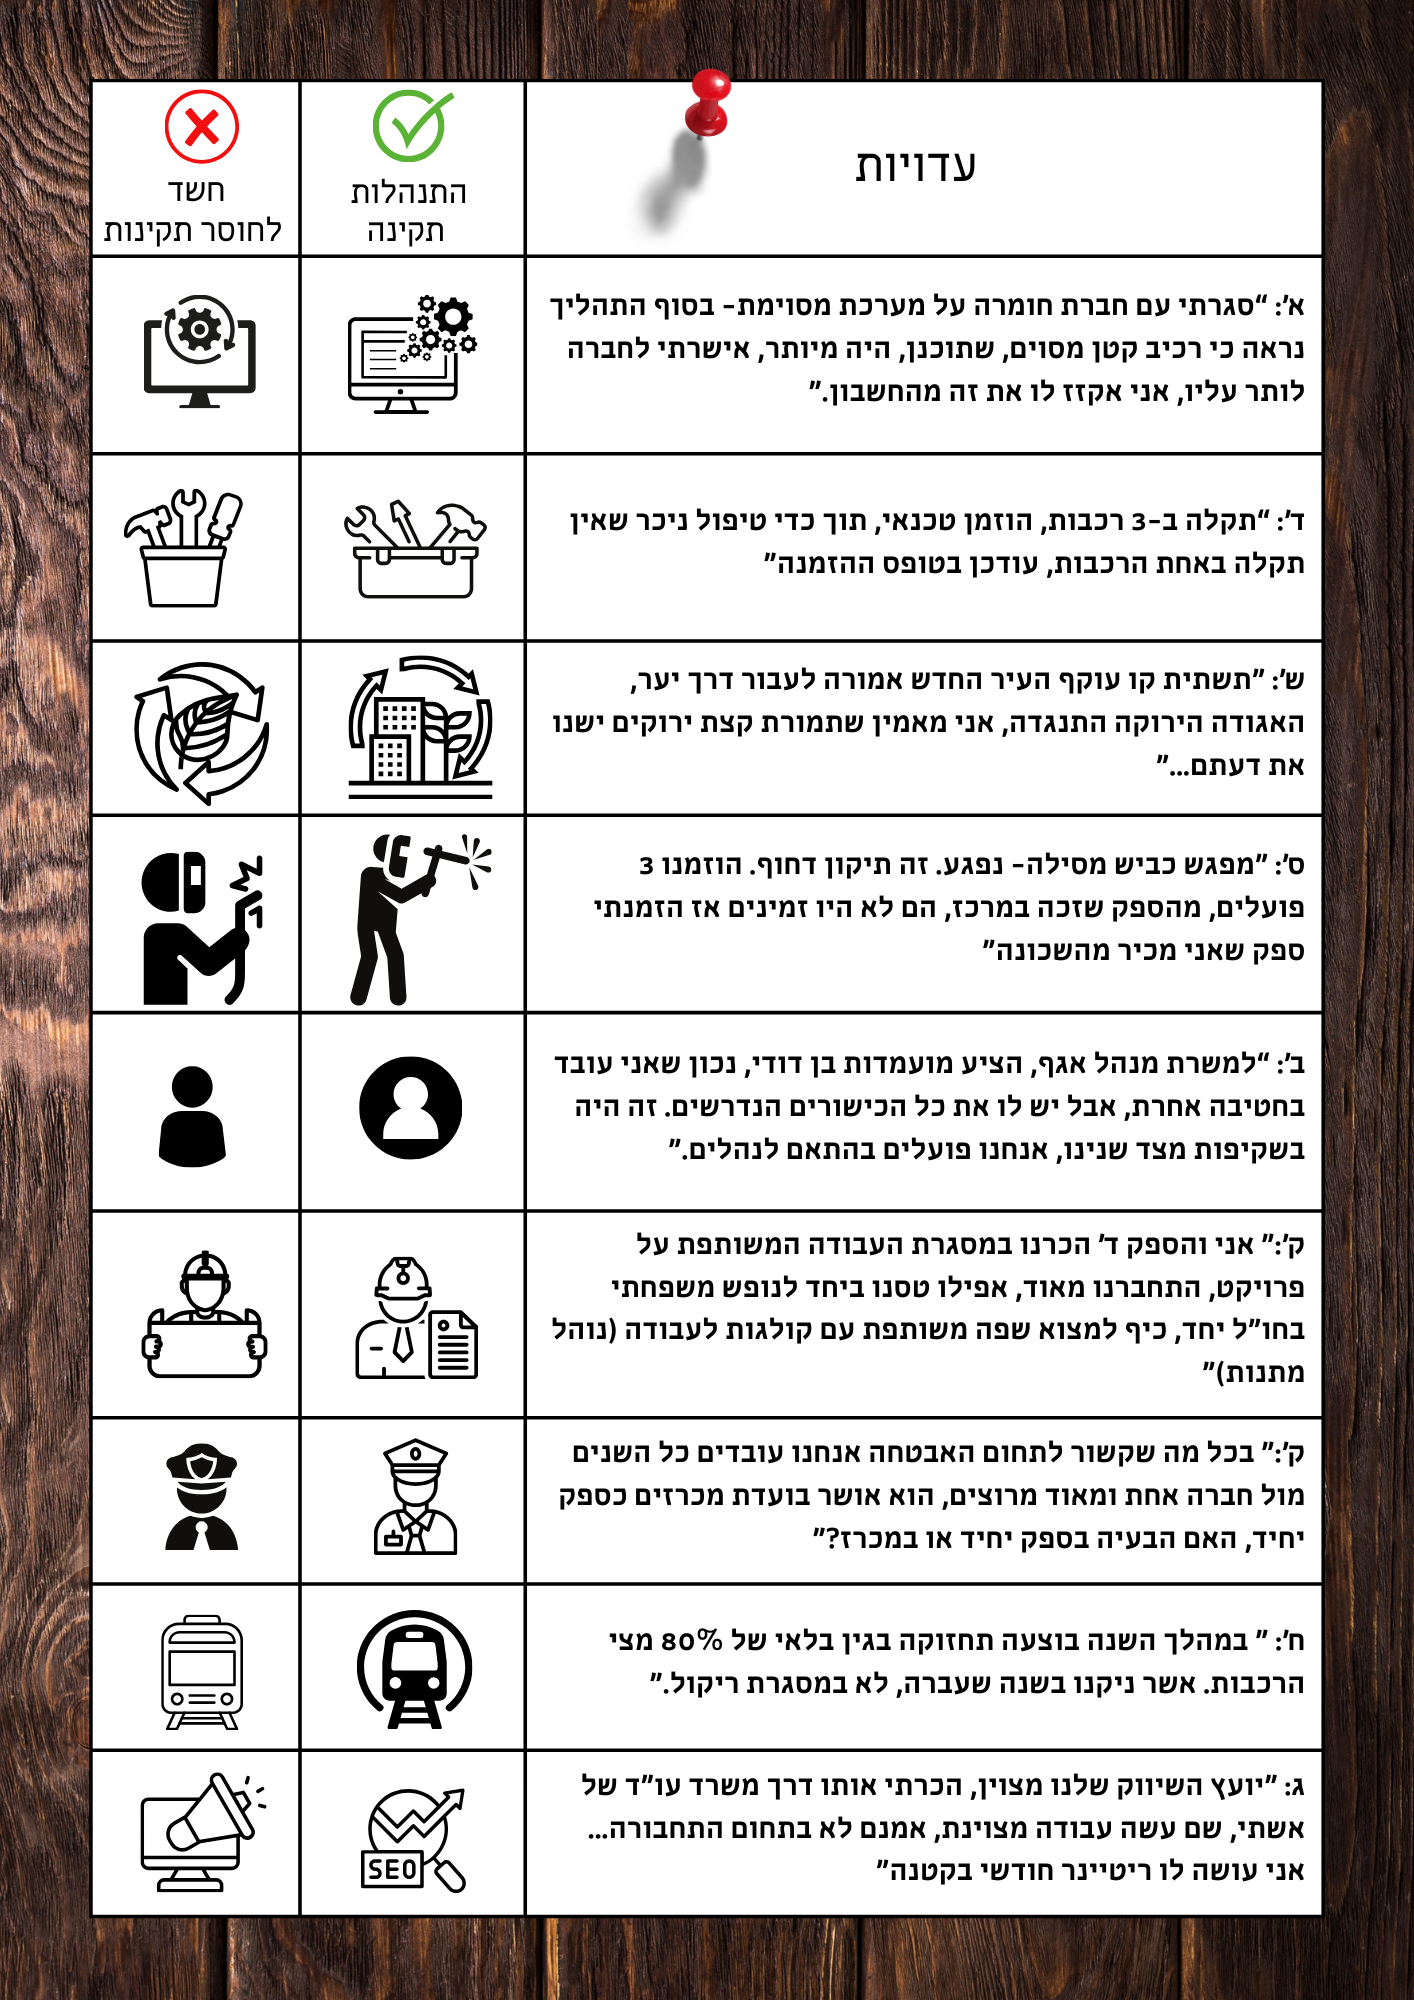 עדויות
התנהלות
תקינה
חשד
לחוסר תקינות
א': “סגרתי עם חברת חומרה על מערכת מסוימת- בסוף התהליך
נראה כי רכיב קטן מסוים, שתוכנן, היה מיותר, אישרתי לחברה
לותר עליו, אני אקזז לו את זה מהחשבון.”
ד': “תקלה ב-3 רכבות, הוזמן טכנאי, תוך כדי טיפול ניכר שאין
תקלה באחת הרכבות, עודכן בטופס ההזמנה”
ש': ”תשתית קו עוקף העיר החדש אמורה לעבור דרך יער,
האגודה הירוקה התנגדה, אני מאמין שתמורת קצת ירוקים ישנו
את דעתם...”
ס': ”מפגש כביש מסילה- נפגע. זה תיקון דחוף. הוזמנו 3
פועלים, מהספק שזכה במרכז, הם לא היו זמינים אז הזמנתי
ספק שאני מכיר מהשכונה”
ב': “למשרת מנהל אגף, הציע מועמדות בן דודי, נכון שאני עובד
בחטיבה אחרת, אבל יש לו את כל הכישורים הנדרשים. זה היה
בשקיפות מצד שנינו, אנחנו פועלים בהתאם לנהלים.”
ק':” אני והספק ד' הכרנו במסגרת העבודה המשותפת על
פרויקט, התחברנו מאוד, אפילו טסנו ביחד לנופש משפחתי
בחו”ל יחד, כיף למצוא שפה משותפת עם קולגות לעבודה (נוהל
מתנות)”
ק':” בכל מה שקשור לתחום האבטחה אנחנו עובדים כל השנים
מול חברה אחת ומאוד מרוצים, הוא אושר בועדת מכרזים כספק
יחיד, האם הבעיה בספק יחיד או במכרז?”
ח': ” במהלך השנה בוצעה תחזוקה בגין בלאי של 80% מצי
הרכבות. אשר ניקנו בשנה שעברה, לא במסגרת ריקול.”
ג: ”יועץ השיווק שלנו מצוין, הכרתי אותו דרך משרד עו”ד של
אשתי, שם עשה עבודה מצוינת, אמנם לא בתחום התחבורה...
אני עושה לו ריטיינר חודשי בקטנה”
SEO